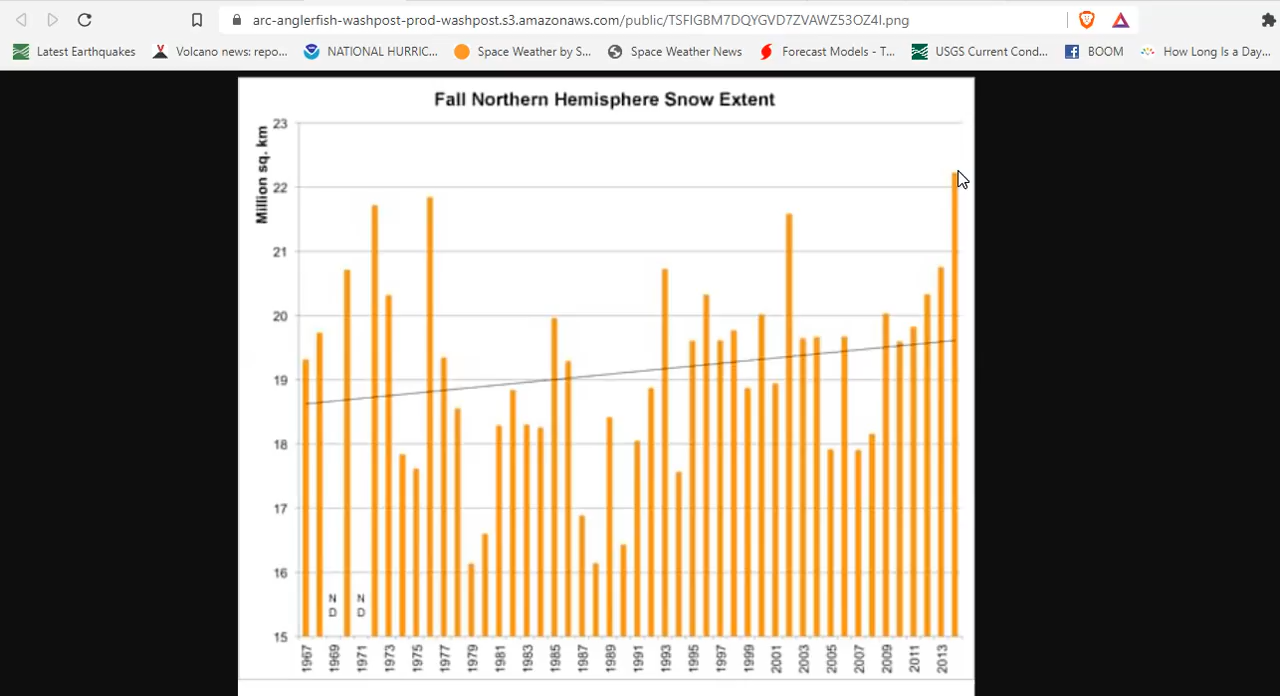 arc-anglerfish-washpost-prod-washpost.s3.amazonaws.com/public/TSFIGBM7DQYGVD7ZVAWZ53OZ4I.png
Latest Earthquakes Volcano news: repo... NATIONAL HURRIC... Space Weather by S... Space Weather News Forecast Models - T... USGS Current Cond... BOOM How Long Is a Day...
Fall Northern Hemisphere Snow Extent
Million sq. km
23
22
21
20
19
18
17
16
15
N D N D
1967 1969 1971 1973 1975 1977 1979 1981 1983 1985 1987 1989 1991 1993 1995 1997 1999 2001 2003 2005 2007 2009 2011 2013